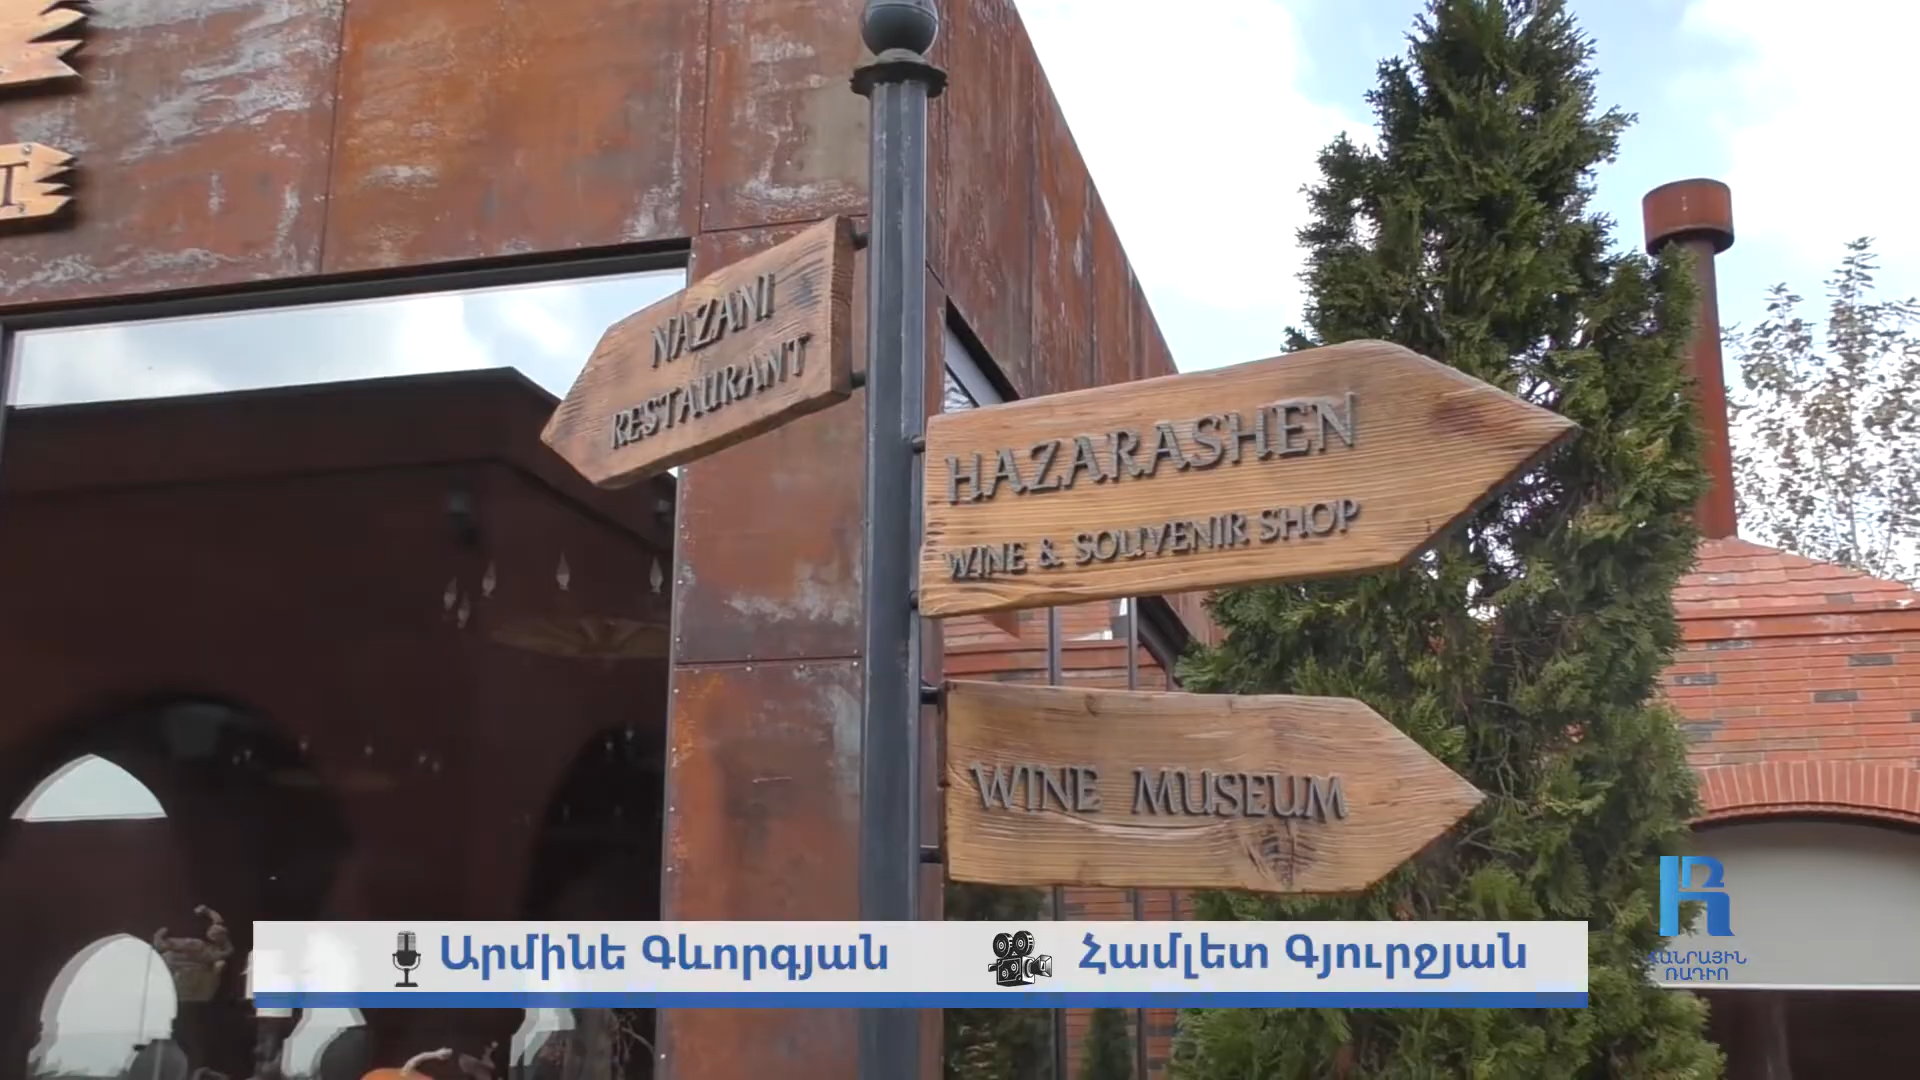 NAZANI
RESTAURANT
HAZARASHEN
WINE & SOUVENIR SHOP
WINE MUSEUM
Արմինե Գևորգյան
Համլետ Գյուրջյան
ՀԱՆՐԱՅԻՆ
ՌԱԴԻՈ